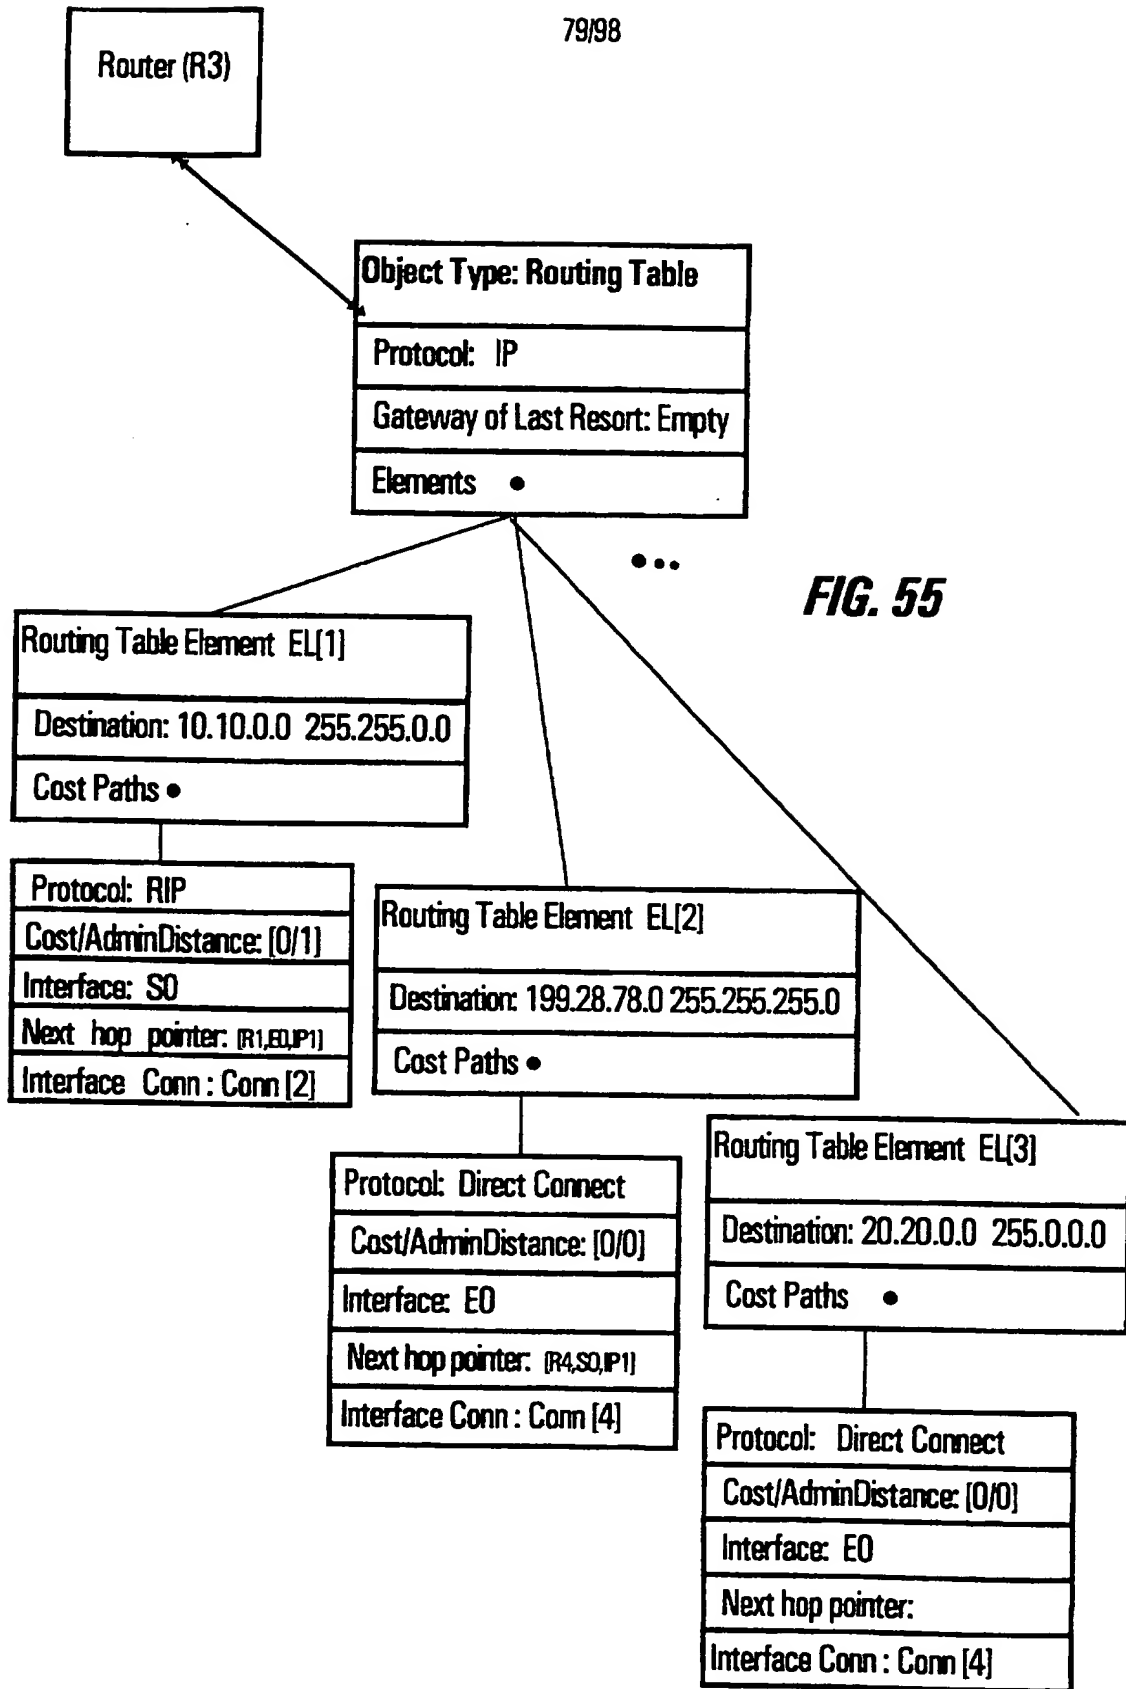 79/98
Router (R3)
Object Type: Routing Table
Protocol: IP
Gateway of Last Resort: Empty
Elements
FIG. 55
Routing Table Element EL[1]
Destination: 10.10.0.0 255.255.0.0
Cost Paths
Protocol: RIP
Cost/AdminDistance: [0/1]
Interface: S0
Next hop pointer: [R1,E0,IP1]
Interface Conn : Conn [2]
Routing Table Element EL[2]
Destination: 199.28.78.0 255.255.255.0
Cost Paths
Protocol: Direct Connect
Cost/AdminDistance: [0/0]
Interface: E0
Next hop pointer: [R4,S0,IP1]
Interface Conn : Conn [4]
Routing Table Element EL[3]
Destination: 20.20.0.0 255.0.0.0
Cost Paths
Protocol: Direct Connect
Cost/AdminDistance: [0/0]
Interface: E0
Next hop pointer:
Interface Conn : Conn [4]